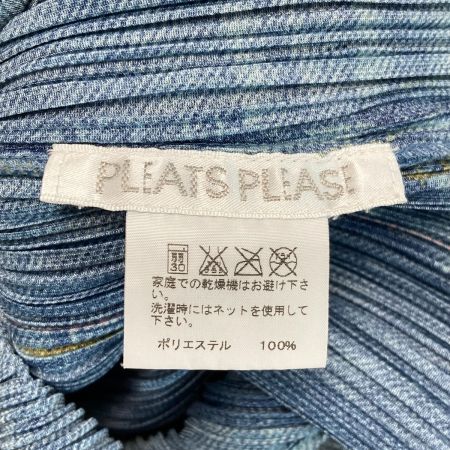 PLEATS PLEASE
30
家庭での乾燥機はお避け下さい。
洗濯時にはネットを使用して下さい。
ポリエステル 100%